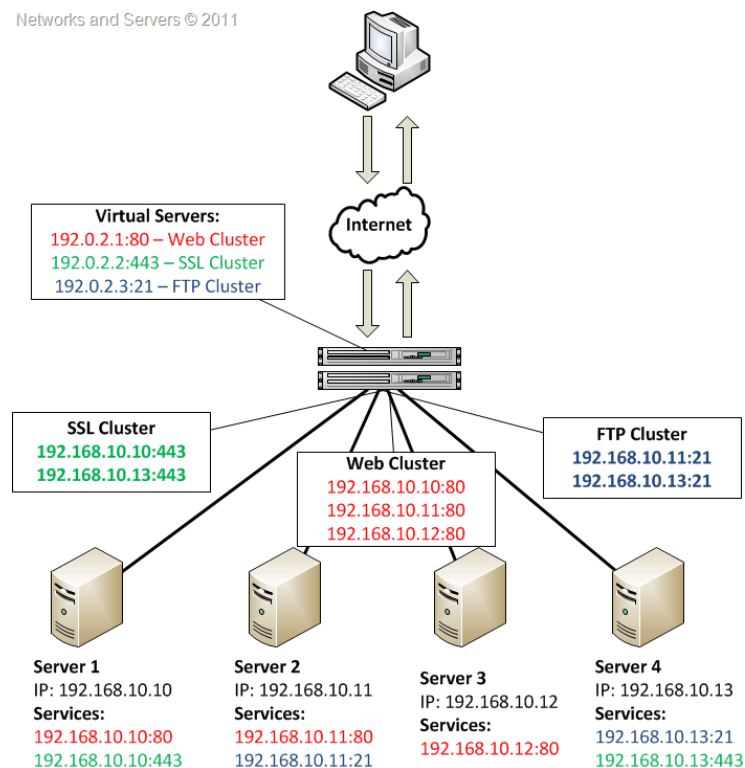 Networks and Servers © 2011
Internet
Virtual Servers:
192.0.2.1:80 – Web Cluster
192.0.2.2:443 – SSL Cluster
192.0.2.3:21 – FTP Cluster
SSL Cluster
192.168.10.10:443
192.168.10.13:443
Web Cluster
192.168.10.10:80
192.168.10.11:80
192.168.10.12:80
FTP Cluster
192.168.10.11:21
192.168.10.13:21
Server 1
IP: 192.168.10.10
Services:
192.168.10.10:80
192.168.10.10:443
Server 2
IP: 192.168.10.11
Services:
192.168.10.11:80
192.168.10.11:21
Server 3
IP: 192.168.10.12
Services:
192.168.10.12:80
Server 4
IP: 192.168.10.13
Services:
192.168.10.13:21
192.168.10.13:443